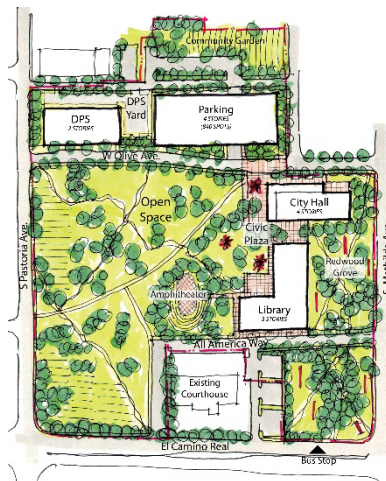 Community Garden
DPS
Yard
Parking
4 STORIES
(840 SPOTS)
DPS
2 STORIES
W Olive Ave.
Open
Space
City Hall
4 STORIES
Civic
Plaza
Redwood
Grove
S Pastoria Ave.
Amphitheater
Library
3 STORIES
All America Way
Existing
Courthouse
El Camino Real
Bus Stop